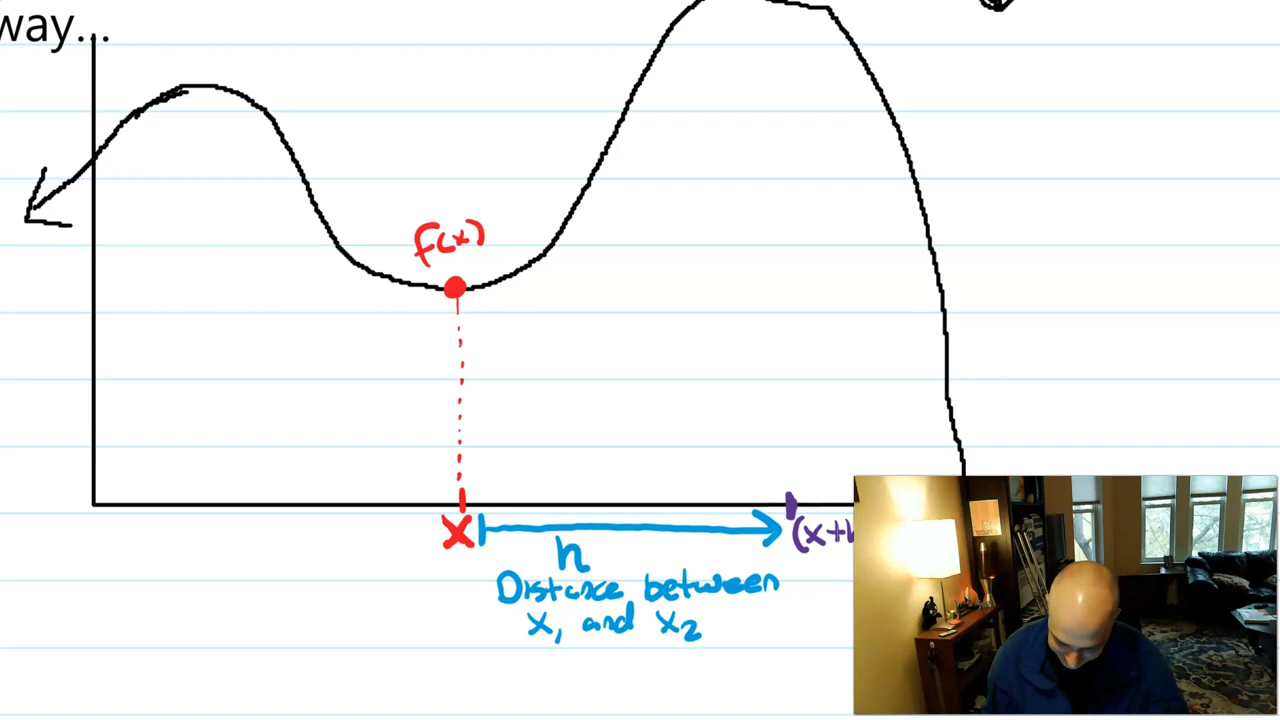 way...
f(x)
x
(x+h
h
Distance between
x₁ and x₂